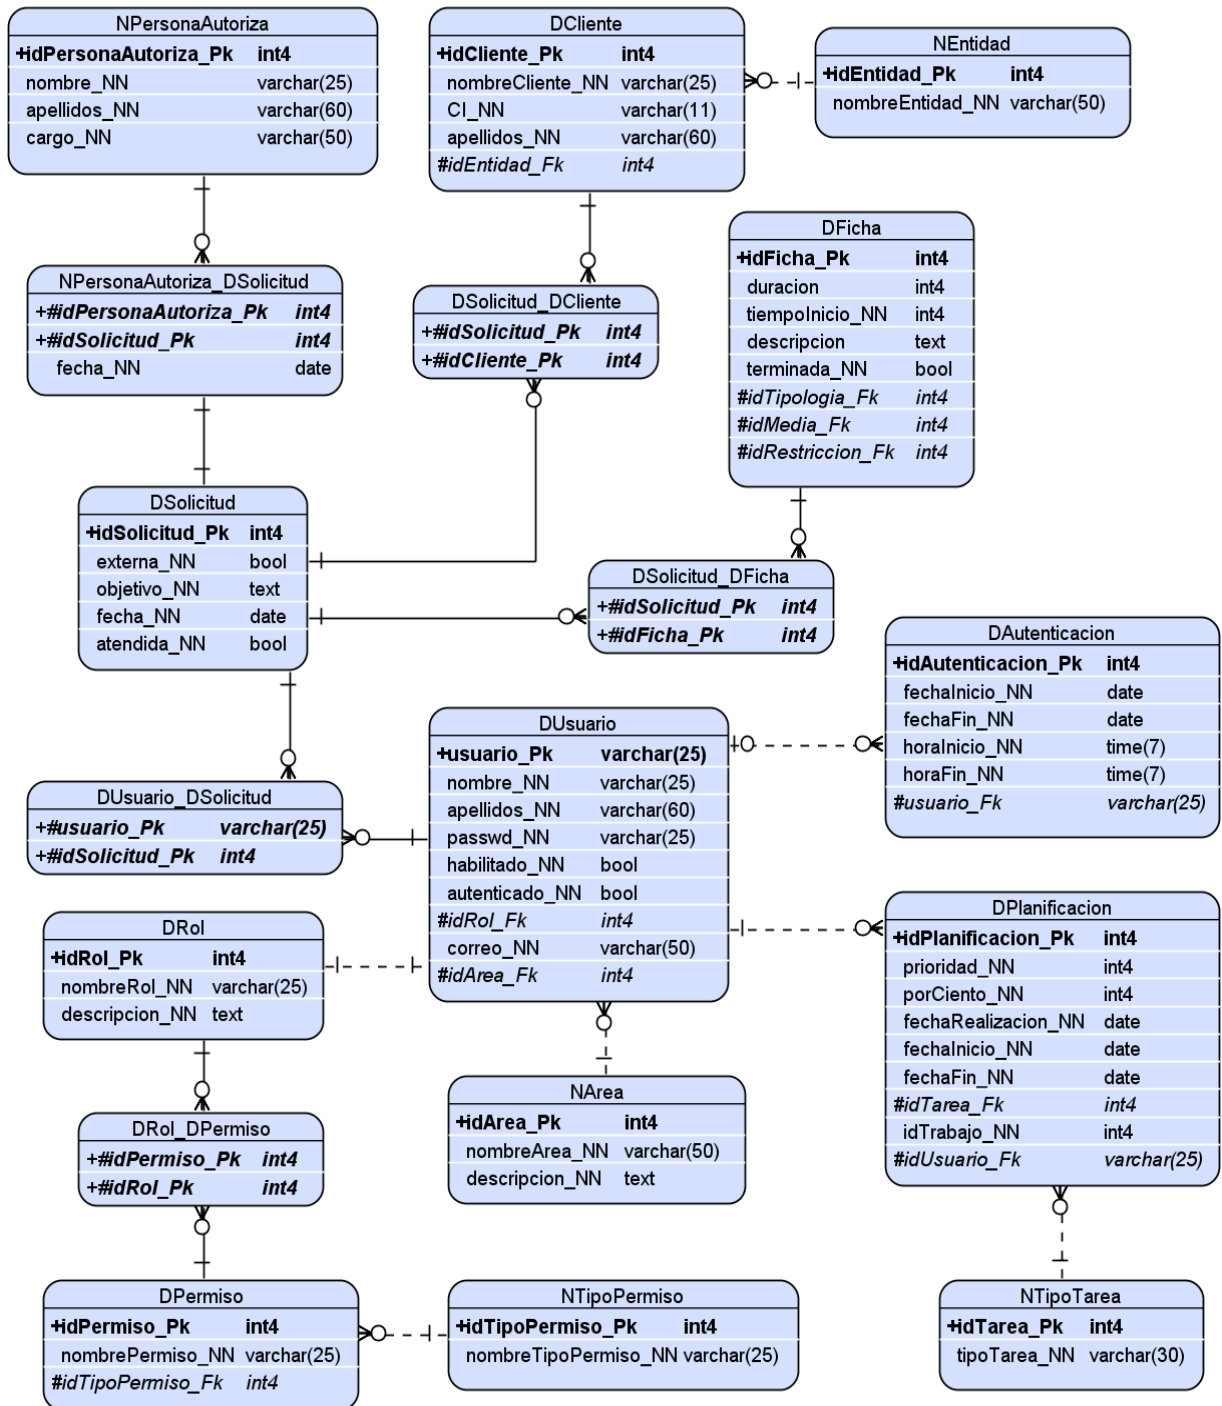 NPersonaAutoriza
+idPersonaAutoriza_Pk int4
nombre_NN varchar(25)
apellidos_NN varchar(60)
cargo_NN varchar(50)
DCliente
+idCliente_Pk int4
nombreCliente_NN varchar(25)
CI_NN varchar(11)
apellidos_NN varchar(60)
#idEntidad_Fk int4
NEntidad
+idEntidad_Pk int4
nombreEntidad_NN varchar(50)
NPersonaAutoriza_DSolicitud
+#idPersonaAutoriza_Pk int4
+#idSolicitud_Pk int4
fecha_NN date
DSolicitud_DCliente
+#idSolicitud_Pk int4
+#idCliente_Pk int4
DFicha
+idFicha_Pk int4
duracion int4
tiempoInicio_NN int4
descripcion text
terminada_NN bool
#idTipologia_Fk int4
#idMedia_Fk int4
#idRestriccion_Fk int4
DSolicitud
+idSolicitud_Pk int4
externa_NN bool
objetivo_NN text
fecha_NN date
atendida_NN bool
DSolicitud_DFicha
+#idSolicitud_Pk int4
+#idFicha_Pk int4
DAutenticacion
+idAutenticacion_Pk int4
fechaInicio_NN date
fechaFin_NN date
horaInicio_NN time(7)
horaFin_NN time(7)
#usuario_Fk varchar(25)
DUsuario
+usuario_Pk varchar(25)
nombre_NN varchar(25)
apellidos_NN varchar(60)
passwd_NN varchar(25)
habilitado_NN bool
autenticado_NN bool
#idRol_Fk int4
correo_NN varchar(50)
#idArea_Fk int4
DUsuario_DSolicitud
+#usuario_Pk varchar(25)
+#idSolicitud_Pk int4
DRol
+idRol_Pk int4
nombreRol_NN varchar(25)
descripcion_NN text
DPlanificacion
+idPlanificacion_Pk int4
prioridad_NN int4
porCiento_NN int4
fechaRealizacion_NN date
fechaInicio_NN date
fechaFin_NN date
#idTarea_Fk int4
idTrabajo_NN int4
#idUsuario_Fk varchar(25)
NArea
+idArea_Pk int4
nombreArea_NN varchar(50)
descripcion_NN text
DRol_DPermiso
+#idPermiso_Pk int4
+#idRol_Pk int4
DPermiso
+idPermiso_Pk int4
nombrePermiso_NN varchar(25)
#idTipoPermiso_Fk int4
NTipoPermiso
+idTipoPermiso_Pk int4
nombreTipoPermiso_NN varchar(25)
NTipoTarea
+idTarea_Pk int4
tipoTarea_NN varchar(30)